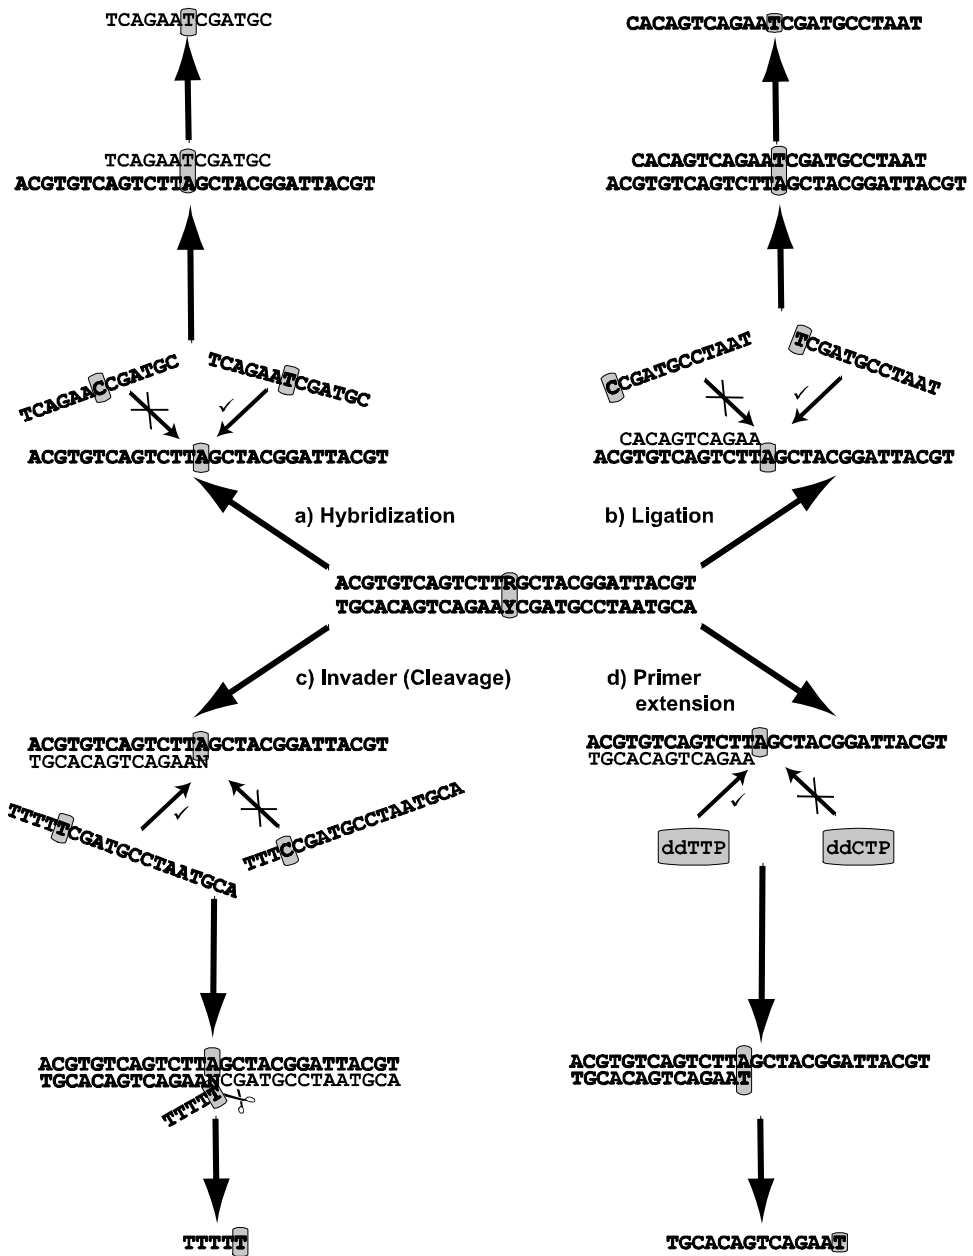 TCAGAATCGATGC
TCAGAATCGATGC
ACGTGTCAGTCTTAGCTACGGATTACGT
TCAGAACCGATGC
TCAGAATCGATGC
✓
ACGTGTCAGTCTTAGCTACGGATTACGT
a) Hybridization
CACAGTCAGAATCGATGCCTAAT
CACAGTCAGAATCGATGCCTAAT
ACGTGTCAGTCTTAGCTACGGATTACGT
CCGATGCCTAAT
TCGATGCCTAAT
✓
CACAGTCAGAA
ACGTGTCAGTCTTAGCTACGGATTACGT
b) Ligation
ACGTGTCAGTCTTRGCTACGGATTACGT
TGCACAGTCAGAAYCGATGCCTAATGCA
c) Invader (Cleavage)
ACGTGTCAGTCTTAGCTACGGATTACGT
TGCACAGTCAGAAN
TTTTTCGATGCCTAATGCA
✓
TTTCCGATGCCTAATGCA
ACGTGTCAGTCTTAGCTACGGATTACGT
TGCACAGTCAGAANCGATGCCTAATGCA
TTTTT
TTTTT
d) Primer
extension
ACGTGTCAGTCTTAGCTACGGATTACGT
TGCACAGTCAGAA
✓
ddTTP
ddCTP
ACGTGTCAGTCTTAGCTACGGATTACGT
TGCACAGTCAGAAT
TGCACAGTCAGAAT